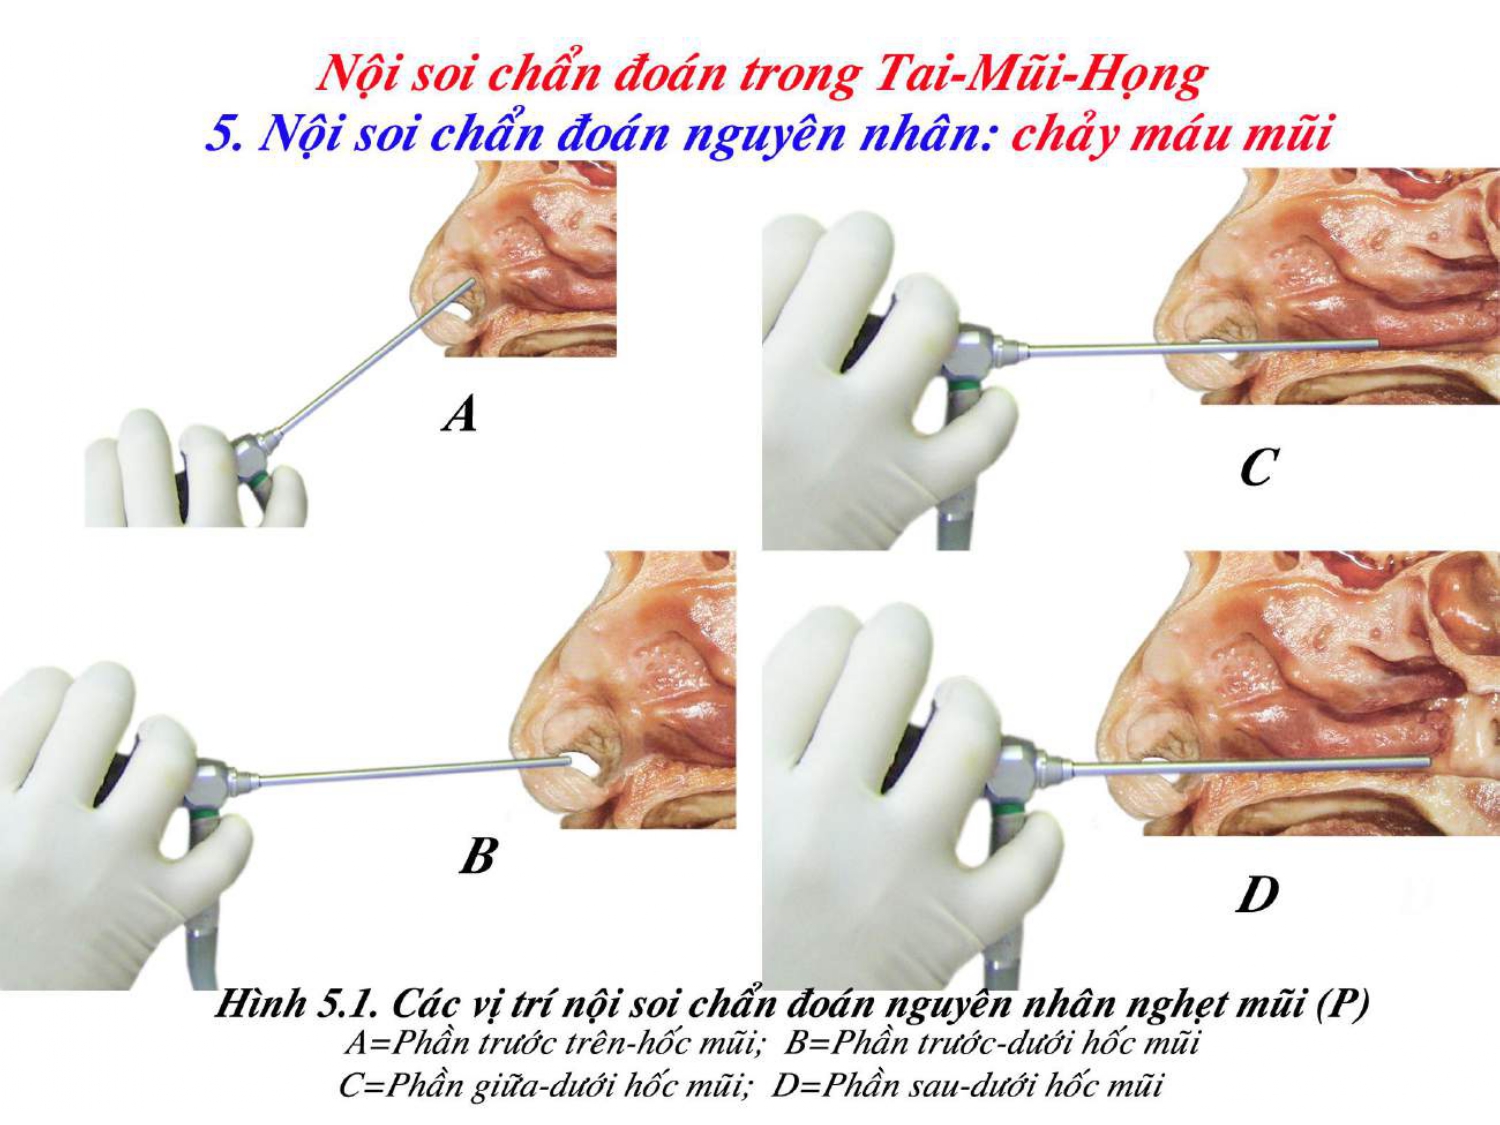 Nội soi chẩn đoán trong Tai-Mũi-Họng
5. Nội soi chẩn đoán nguyên nhân: chảy máu mũi
A
C
B
D
Hình 5.1. Các vị trí nội soi chẩn đoán nguyên nhân nghẹt mũi (P)
A=Phần trước trên-hốc mũi; B=Phần trước-dưới hốc mũi
C=Phần giữa-dưới hốc mũi; D=Phần sau-dưới hốc mũi